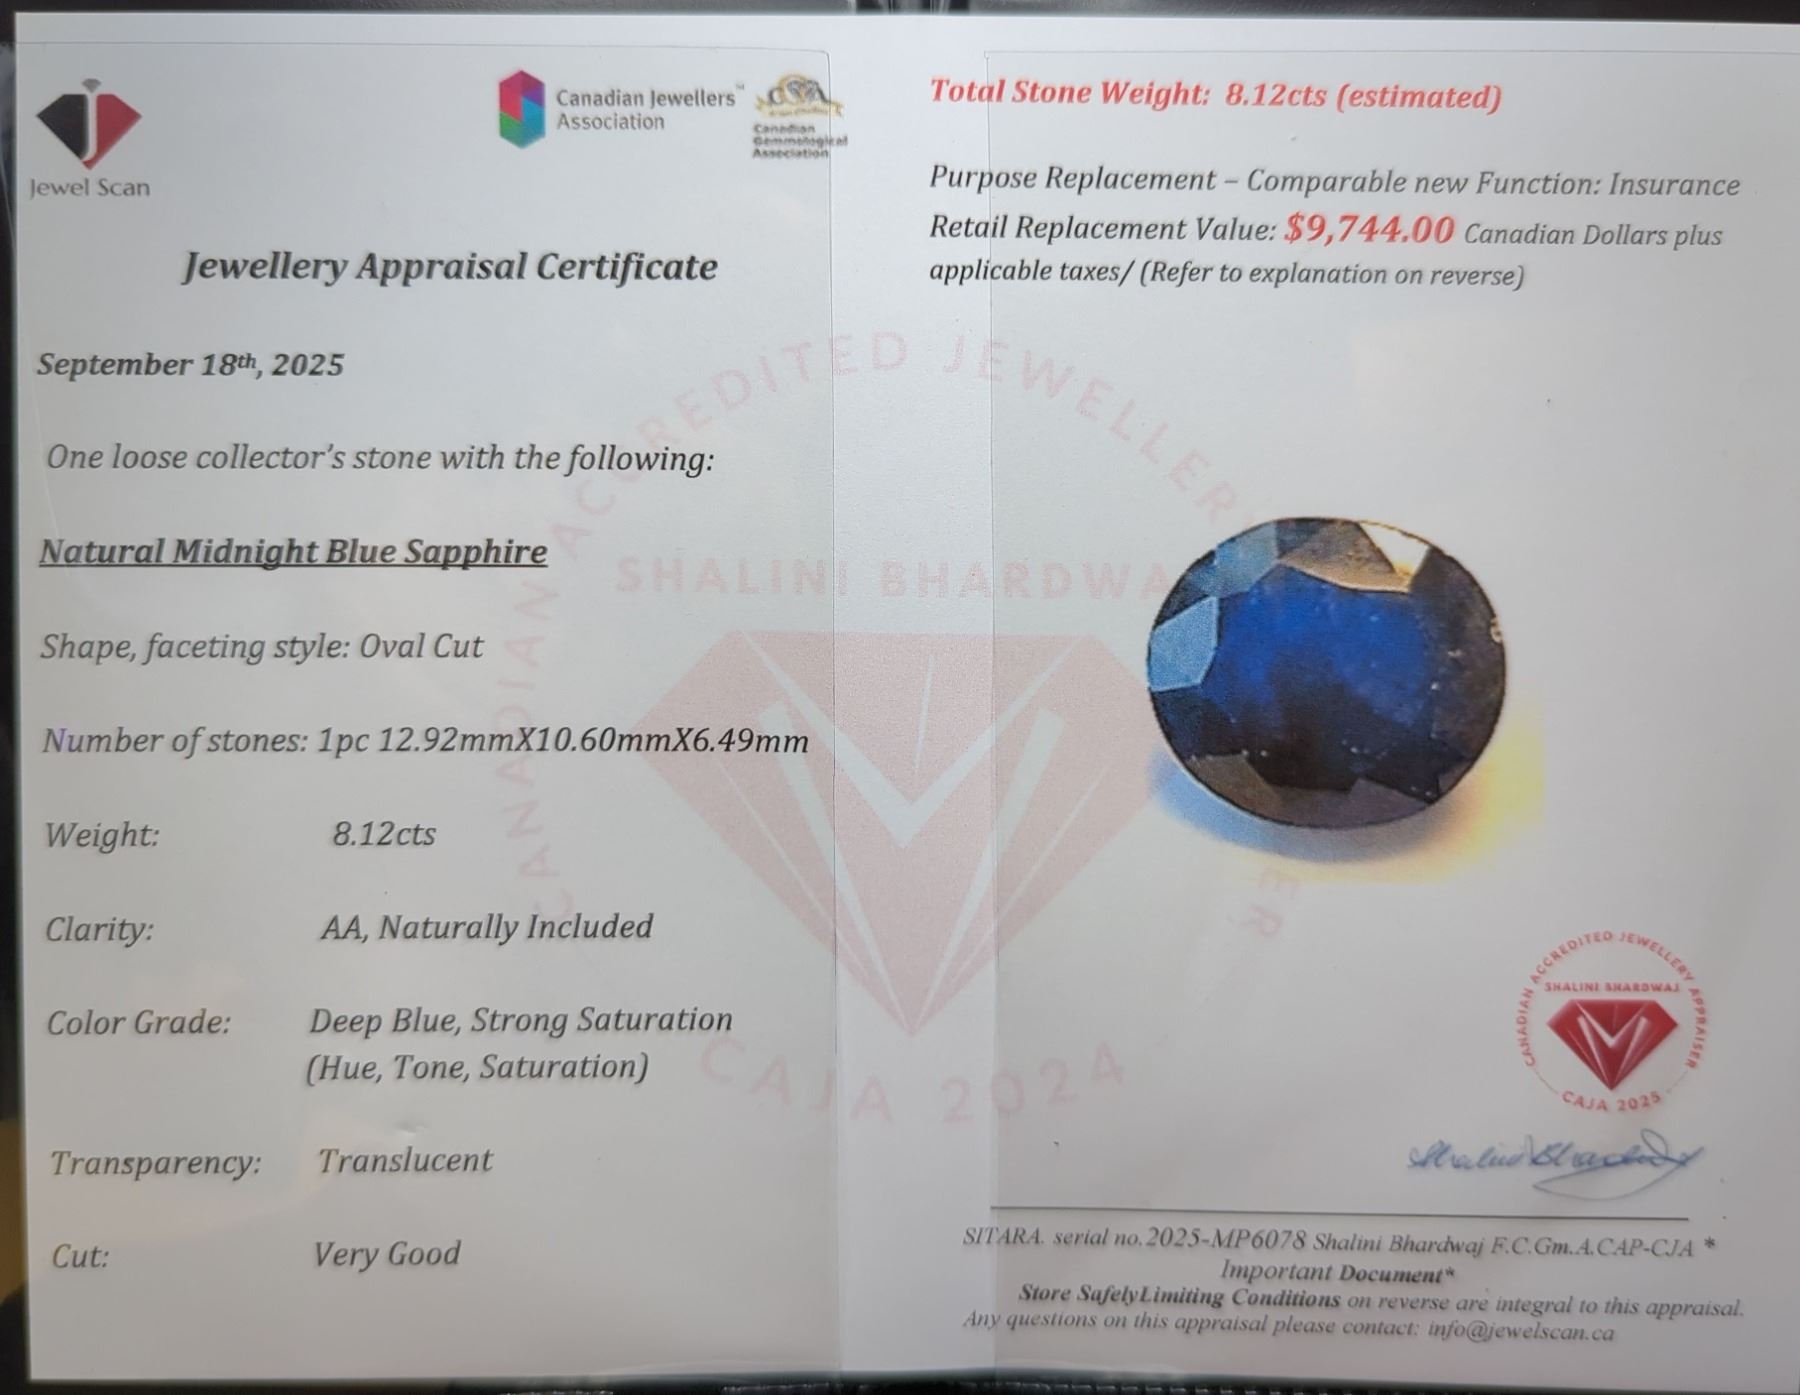 Jewel Scan
Canadian Jewellers™
Association
CGA
Canadian
Gemmological
Association
Jewellery Appraisal Certificate
September 18th, 2025
One loose collector's stone with the following:
Natural Midnight Blue Sapphire
Shape, faceting style: Oval Cut
Number of stones: 1pc 12.92mmX10.60mmX6.49mm
Weight: 8.12cts
Clarity: AA, Naturally Included
Color Grade: Deep Blue, Strong Saturation
(Hue, Tone, Saturation)
Transparency: Translucent
Cut: Very Good
Total Stone Weight: 8.12cts (estimated)
Purpose Replacement – Comparable new Function: Insurance
Retail Replacement Value: $9,744.00 Canadian Dollars plus
applicable taxes/ (Refer to explanation on reverse)
CANADIAN ACCREDITED JEWELLERY
SHALINI BHARDWA
ER
CAJA 2024
CANADIAN ACCREDITED JEWELLERY APPRAISER
SHALINI BHARDWAJ
CAJA 2025
Shalini Bhardwaj
SITARA. serial no.2025-MP6078 Shalini Bhardwaj F.C.Gm.A.CAP-CJA *
Important Document*
Store SafelyLimiting Conditions on reverse are integral to this appraisal.
Any questions on this appraisal please contact: info@jewelscan.ca